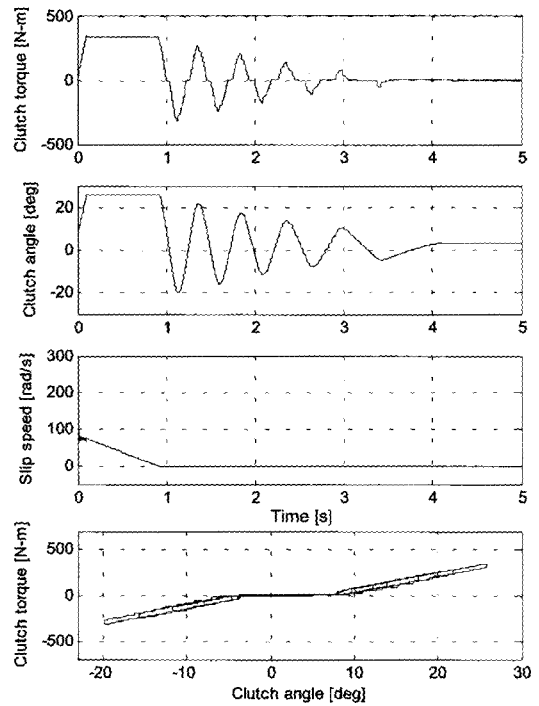 Clutch torque [N-m]
500
0
-500
0 1 2 3 4 5
Clutch angle [deg]
20
0
-20
0 1 2 3 4 5
Slip speed [rad/s]
300
200
100
0
0 1 2 3 4 5
Time [s]
Clutch torque [N-m]
500
0
-500
-20 -10 0 10 20 30
Clutch angle [deg]